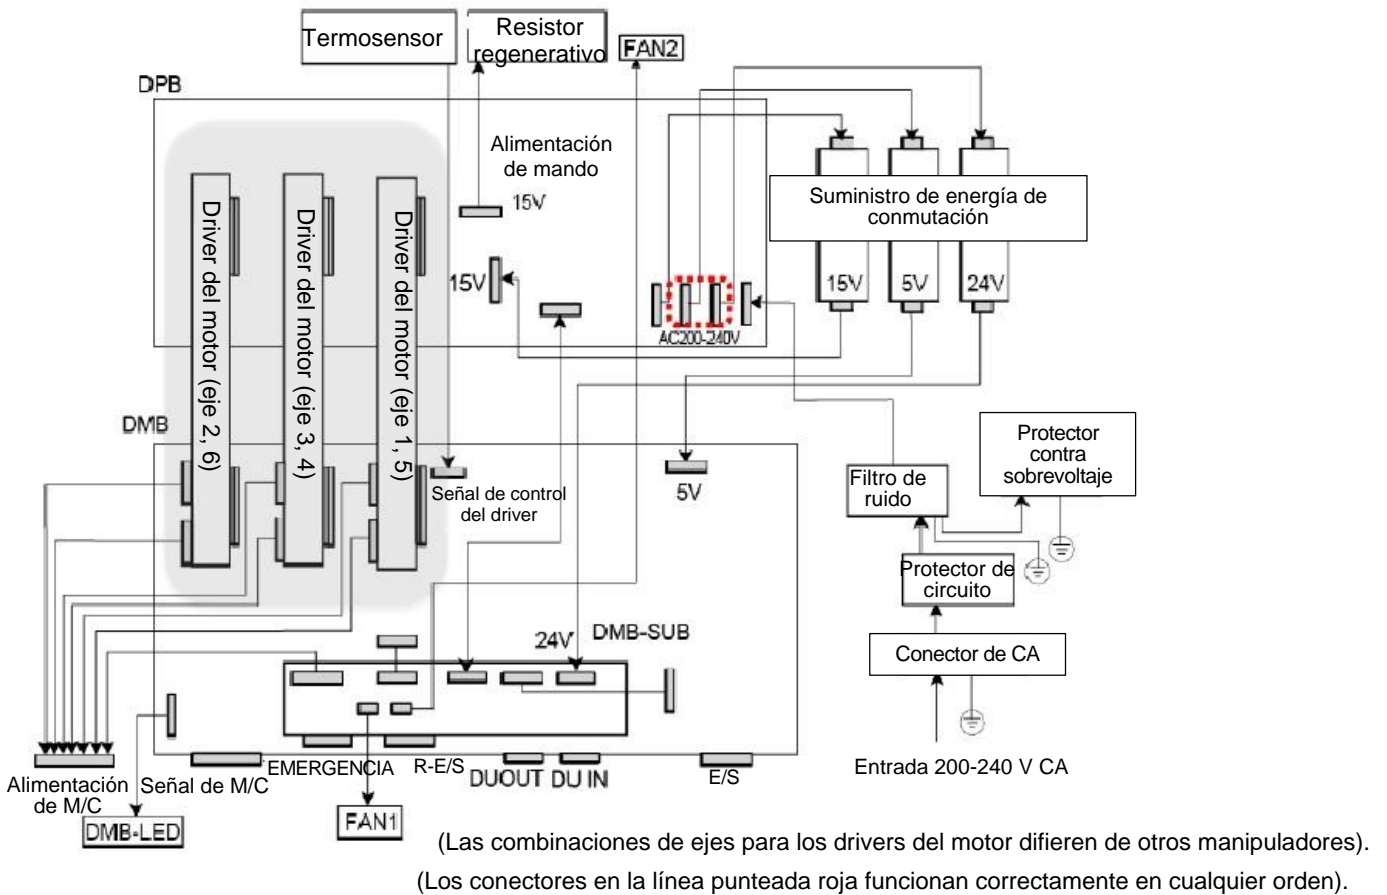 Termosensor
Resistor
regenerativo
FAN2
DPB
Alimentación
de mando
15V
15V
Suministro de energía de
conmutación
15V
5V
24V
AC200-240V
Driver del motor (eje 2, 6)
Driver del motor (eje 3, 4)
Driver del motor (eje 1, 5)
DMB
Señal de control
del driver
5V
Protector
contra
sobrevoltaje
Filtro de
ruido
Protector de
circuito
24V
DMB-SUB
Conector de CA
Entrada 200-240 V CA
Alimentación
de M/C
Señal de M/C
EMERGENCIA
R-E/S
DUOUT
DU IN
E/S
DMB-LED
FAN1
(Las combinaciones de ejes para los drivers del motor difieren de otros manipuladores).
(Los conectores en la línea punteada roja funcionan correctamente en cualquier orden).